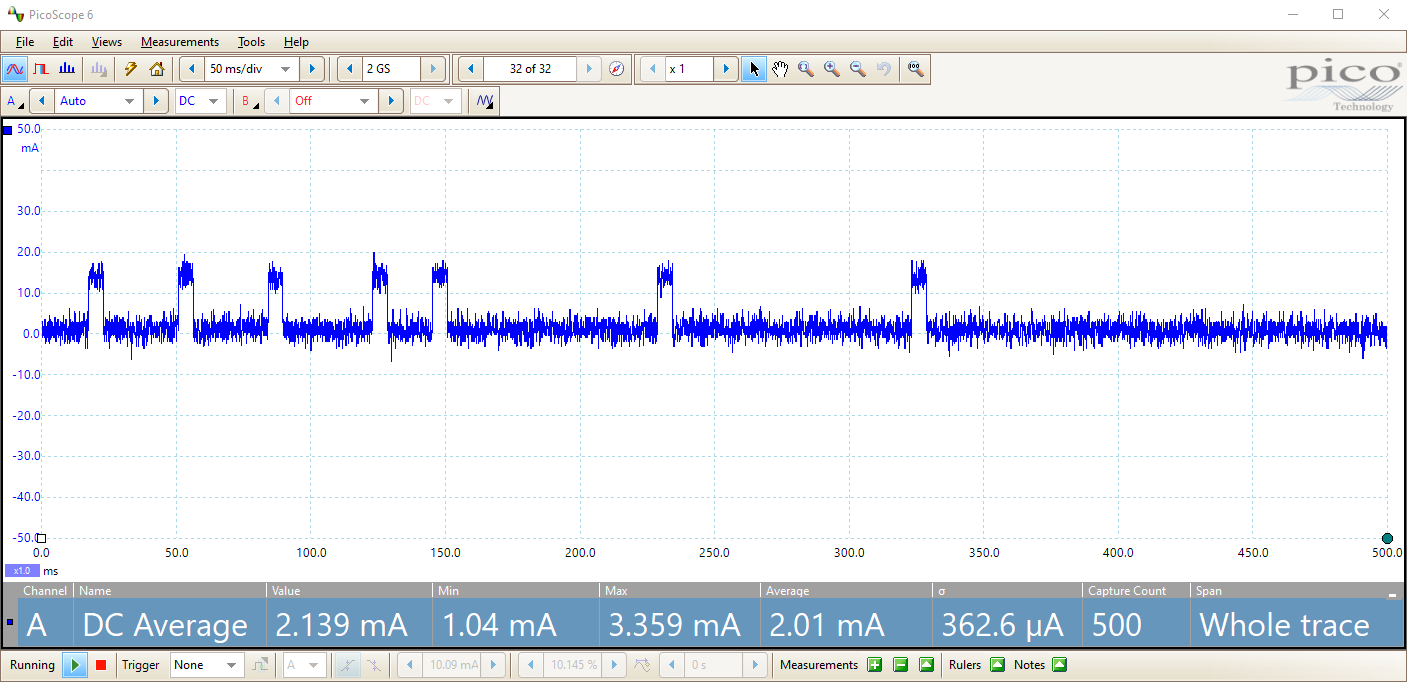 PicoScope 6
File Edit Views Measurements Tools Help
50 ms/div 2 GS 32 of 32 x 1
pico
Technology
A Auto DC B Off DC
50.0
mA
30.0
20.0
10.0
0.0
-10.0
-20.0
-30.0
-40.0
-50.0
0.0 50.0 100.0 150.0 200.0 250.0 300.0 350.0 400.0 450.0 500.0
x1.0 ms
Channel Name Value Min Max Average σ Capture Count Span
A DC Average 2.139 mA 1.04 mA 3.359 mA 2.01 mA 362.6 µA 500 Whole trace
Running Trigger None A 10.09 mA 10.145 % 0 s Measurements Rulers Notes